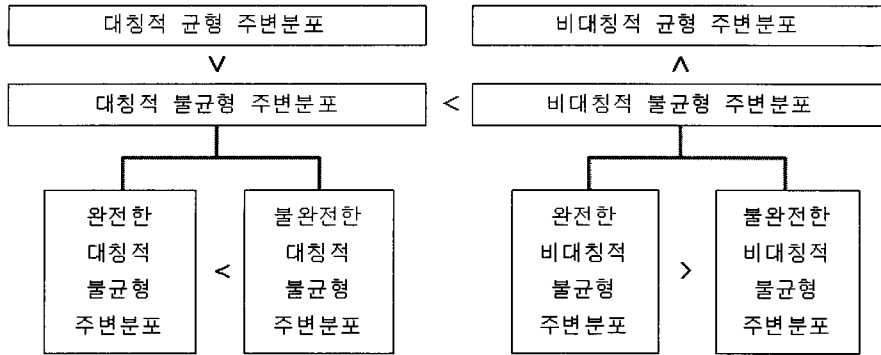 대칭적 균형 주변분포
비대칭적 균형 주변분포
∨
∧
대칭적 불균형 주변분포
<
비대칭적 불균형 주변분포
완전한
대칭적
불균형
주변분포
<
불완전한
대칭적
불균형
주변분포
완전한
비대칭적
불균형
주변분포
>
불완전한
비대칭적
불균형
주변분포